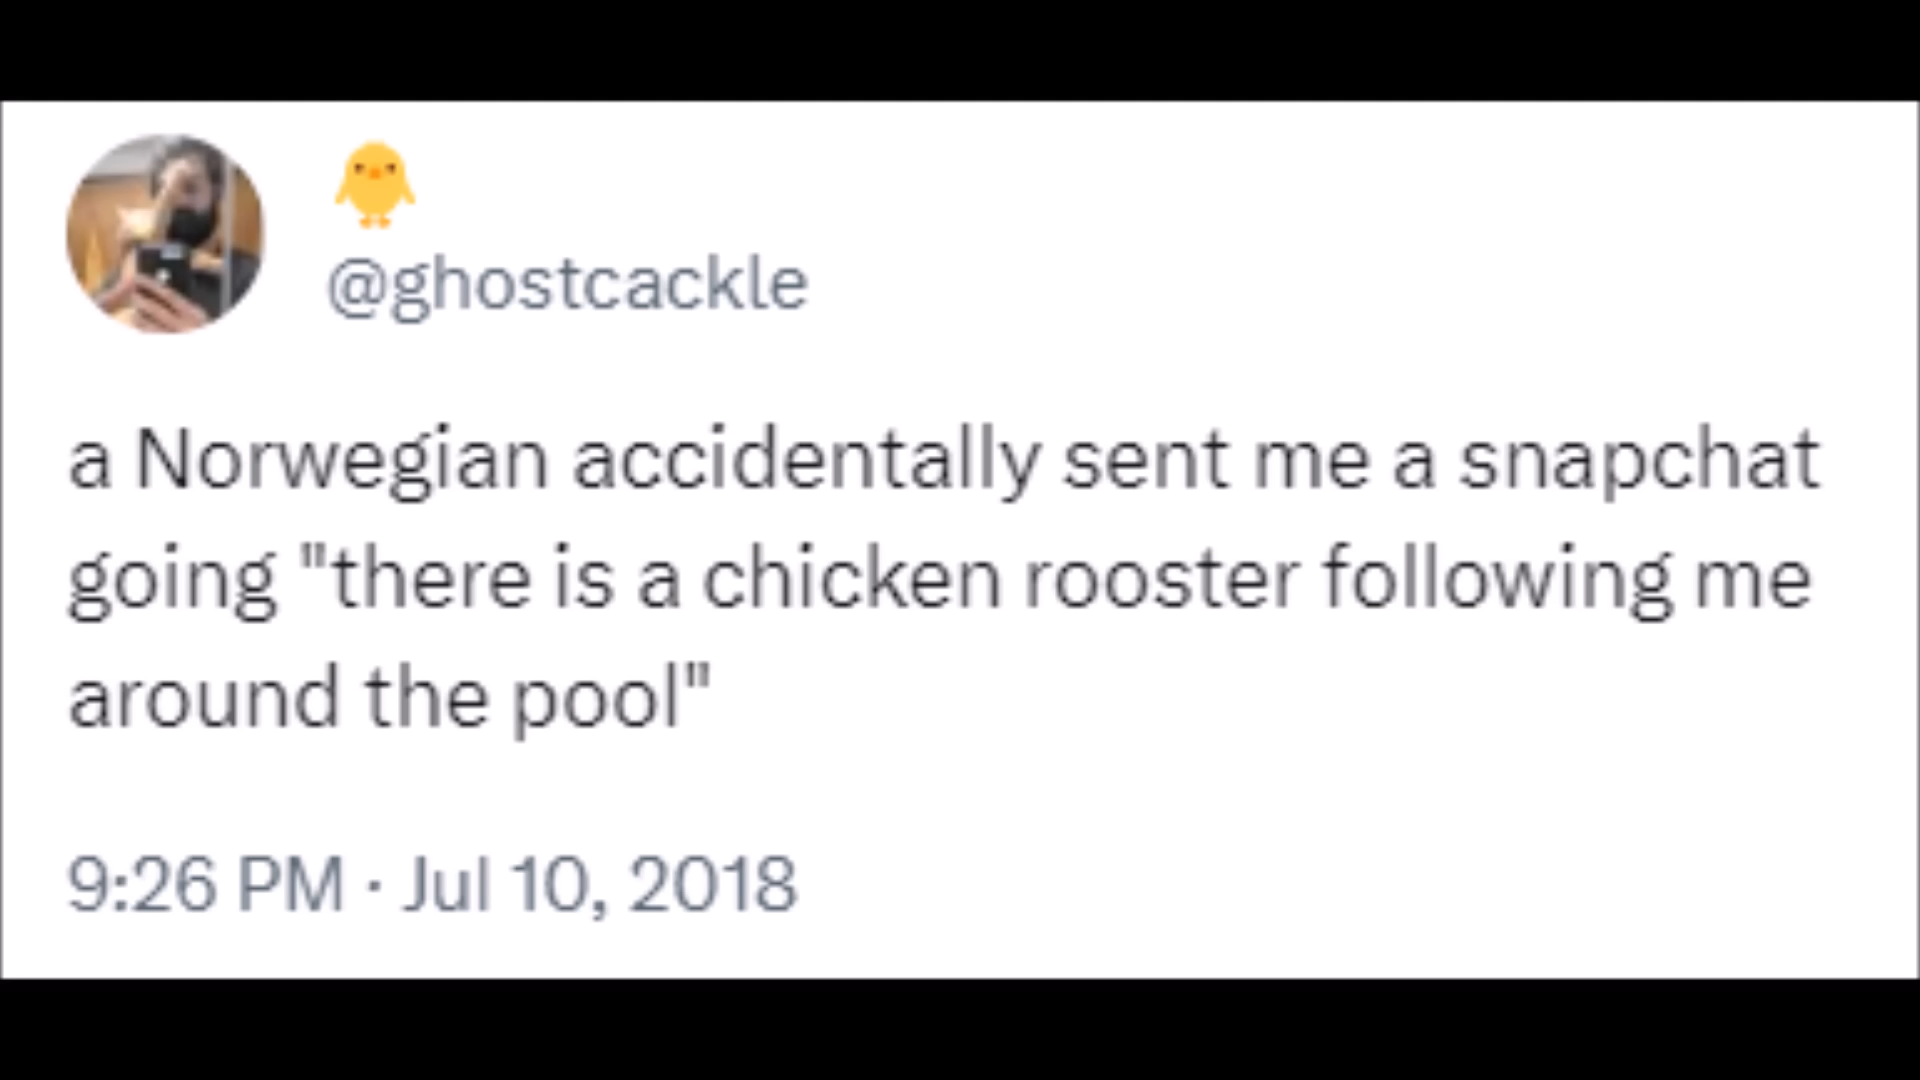 🐥
@ghostcackle
a Norwegian accidentally sent me a snapchat
going "there is a chicken rooster following me
around the pool"
9:26 PM · Jul 10, 2018